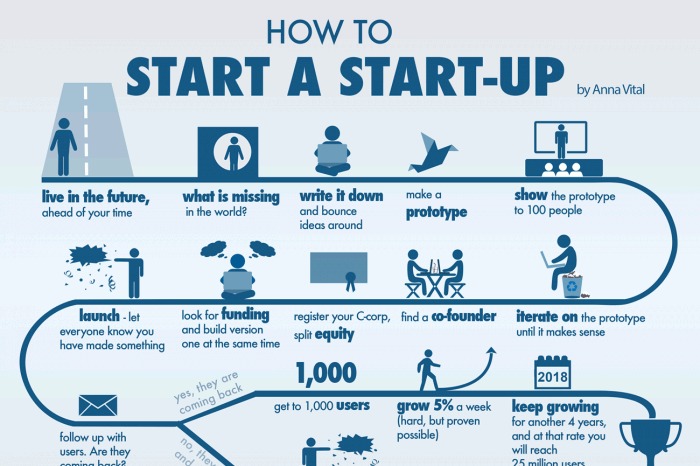 HOW TO
START A START-UP
by Anna Vital
live in the future,
ahead of your time
what is missing
in the world?
write it down
and bounce
ideas around
make a
prototype
show the prototype
to 100 people
launch - let
everyone know you
have made something
look for funding
and build version
one at the same time
register your C-corp,
split equity
find a co-founder
iterate on the prototype
until it makes sense
follow up with
users. Are they
coming back?
yes, they are
coming back
no, they
1,000
get to 1,000 users
grow 5% a week
(hard, but proven
possible)
2018
keep growing
for another 4 years,
and at that rate you
will reach
25 million users